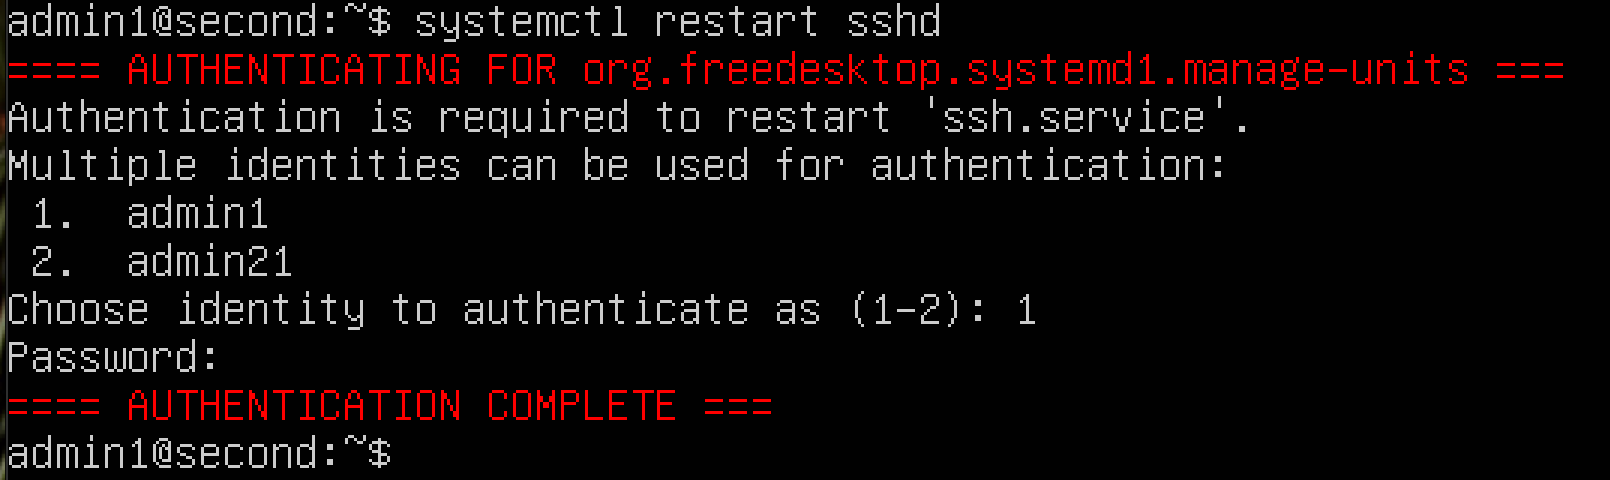 admin1@second:~$ systemctl restart sshd
==== AUTHENTICATING FOR org.freedesktop.systemd1.manage-units ===
Authentication is required to restart 'ssh.service'.
Multiple identities can be used for authentication:
 1.  admin1
 2.  admin21
Choose identity to authenticate as (1-2): 1
Password:
==== AUTHENTICATION COMPLETE ===
admin1@second:~$